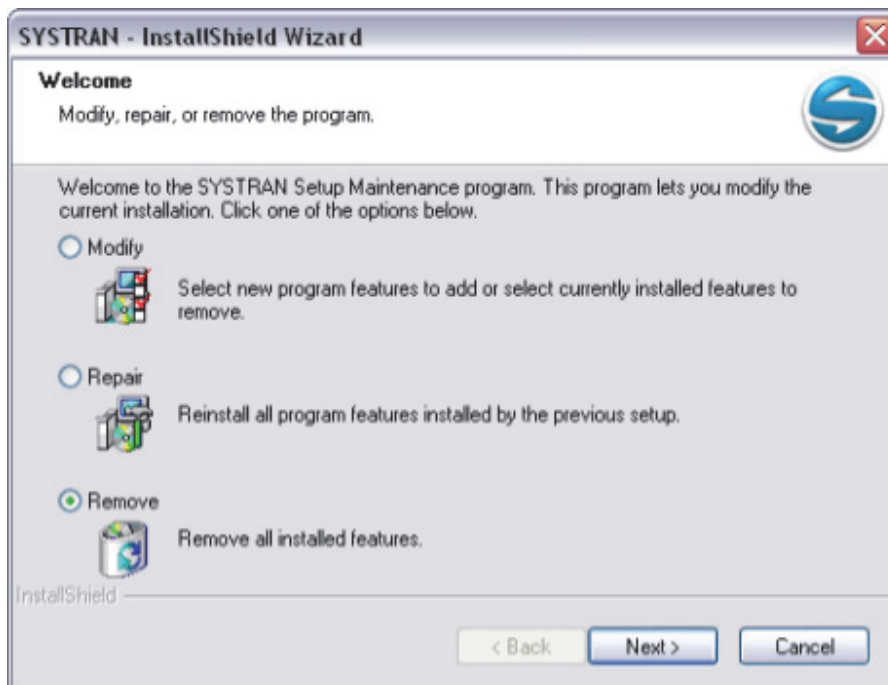 SYSTRAN - InstallShield Wizard
Welcome
Modify, repair, or remove the program.
Welcome to the SYSTRAN Setup Maintenance program. This program lets you modify the
current installation. Click one of the options below.
Modify
Select new program features to add or select currently installed features to
remove.
Repair
Reinstall all program features installed by the previous setup.
Remove
Remove all installed features.
InstallShield
< Back
Next >
Cancel